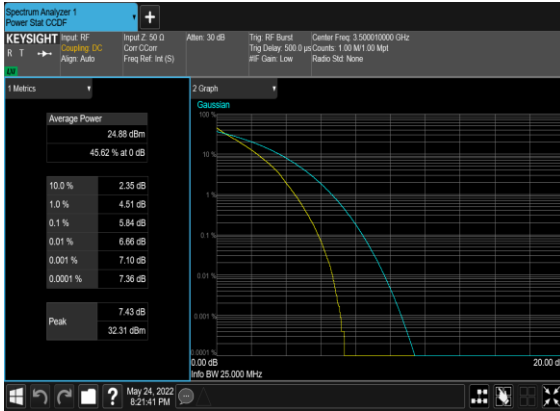 Spectrum Analyzer 1
Power Stat CCDF
KEYSIGHT
R T
Input: RF
Coupling: DC
Align: Auto
Input Z: 50 Ω
Corr CCorr
Freq Ref: Int (S)
Atten: 30 dB
Trig: RF Burst
Trig Delay: 500.0 µs
#IF Gain: Low
Center Freq: 3.500010000 GHz
Counts: 1.00 M/1.00 Mpt
Radio Std: None
1 Metrics
Average Power
24.88 dBm
45.62 % at 0 dB
10.0 % 2.35 dB
1.0 % 4.51 dB
0.1 % 5.84 dB
0.01 % 6.66 dB
0.001 % 7.10 dB
0.0001 % 7.36 dB
Peak
7.43 dB
32.31 dBm
2 Graph
Gaussian
100 %
10 %
1 %
0.1 %
0.01 %
0.001 %
0.0001 %
0.00 dB
20.00 d
Info BW 25.000 MHz
?
May 24, 2022
8:21:41 PM